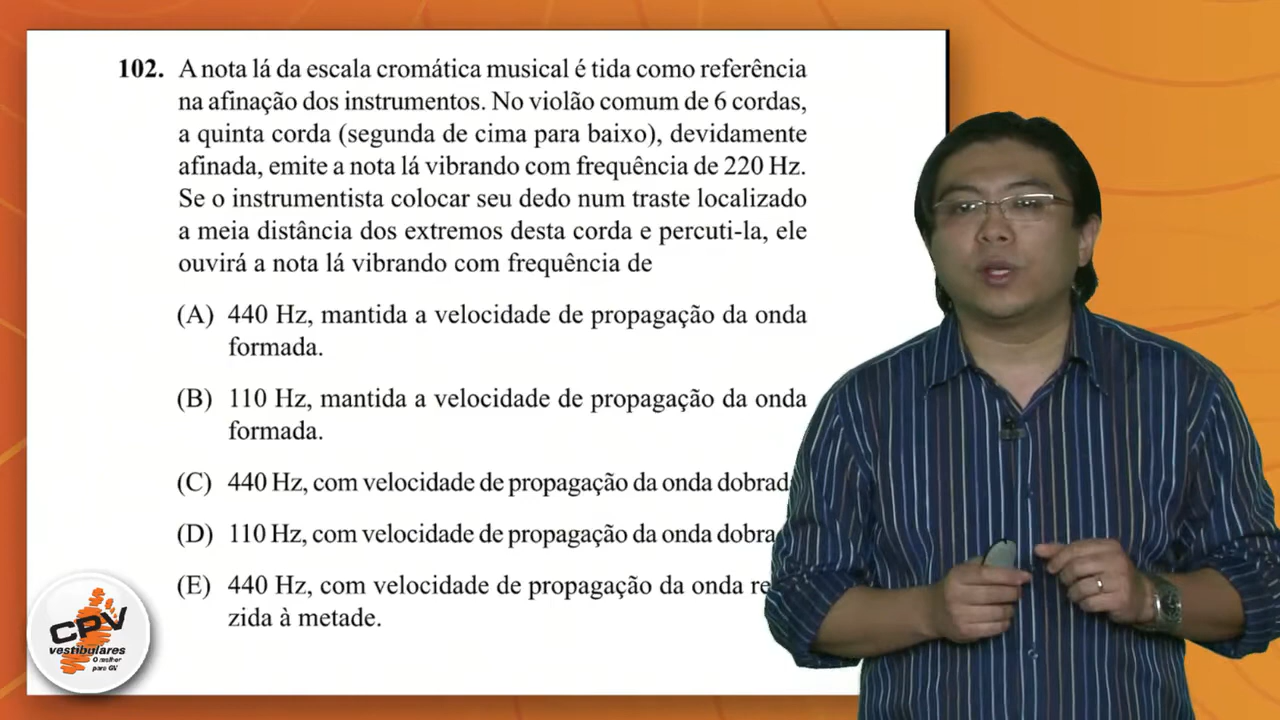 102. A nota lá da escala cromática musical é tida como referência
na afinação dos instrumentos. No violão comum de 6 cordas,
a quinta corda (segunda de cima para baixo), devidamente
afinada, emite a nota lá vibrando com frequência de 220 Hz.
Se o instrumentista colocar seu dedo num traste localizado
a meia distância dos extremos desta corda e percuti-la, ele
ouvirá a nota lá vibrando com frequência de
(A) 440 Hz, mantida a velocidade de propagação da onda
formada.
(B) 110 Hz, mantida a velocidade de propagação da onda
formada.
(C) 440 Hz, com velocidade de propagação da onda
(D) 110 Hz, com velocidade de propagação da onda
(E) 440 Hz, com velocidade de propagação da onda
zida à metade.
CPV
vestibulares
O melhor
para GV